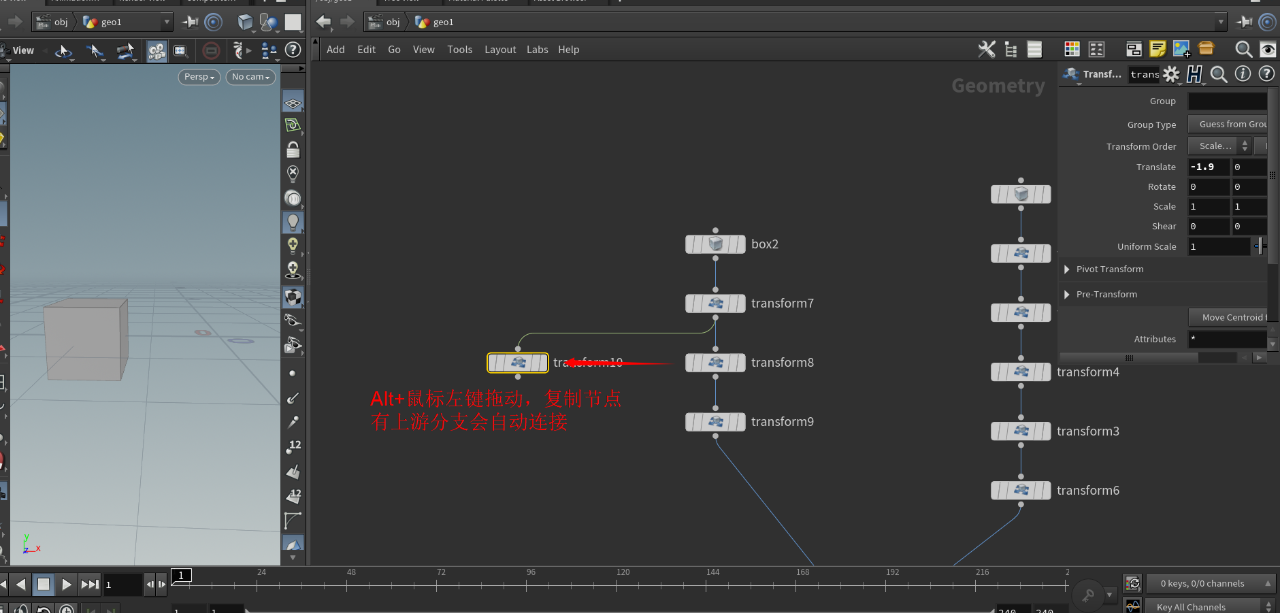 obj geo1
obj geo1
View
Add Edit Go View Tools Layout Labs Help
Persp No cam
Geometry
Transf... trans
Group
Group Type Guess from Grou
Transform Order Scale...
Translate -1.9 0
Rotate 0 0
Scale 1 1
Shear 0 0
Uniform Scale 1
Pivot Transform
Pre-Transform
Move Centroid
Attributes *
box2
transform7
transform10
transform8
transform9
transform4
transform3
transform6
Alt+鼠标左键拖动，复制节点
有上游分支会自动连接
12
12
y
z x
1 1 24 48 72 96 120 144 168 192 216 2
0 keys, 0/0 channels
1 1 240 240
Key All Channels